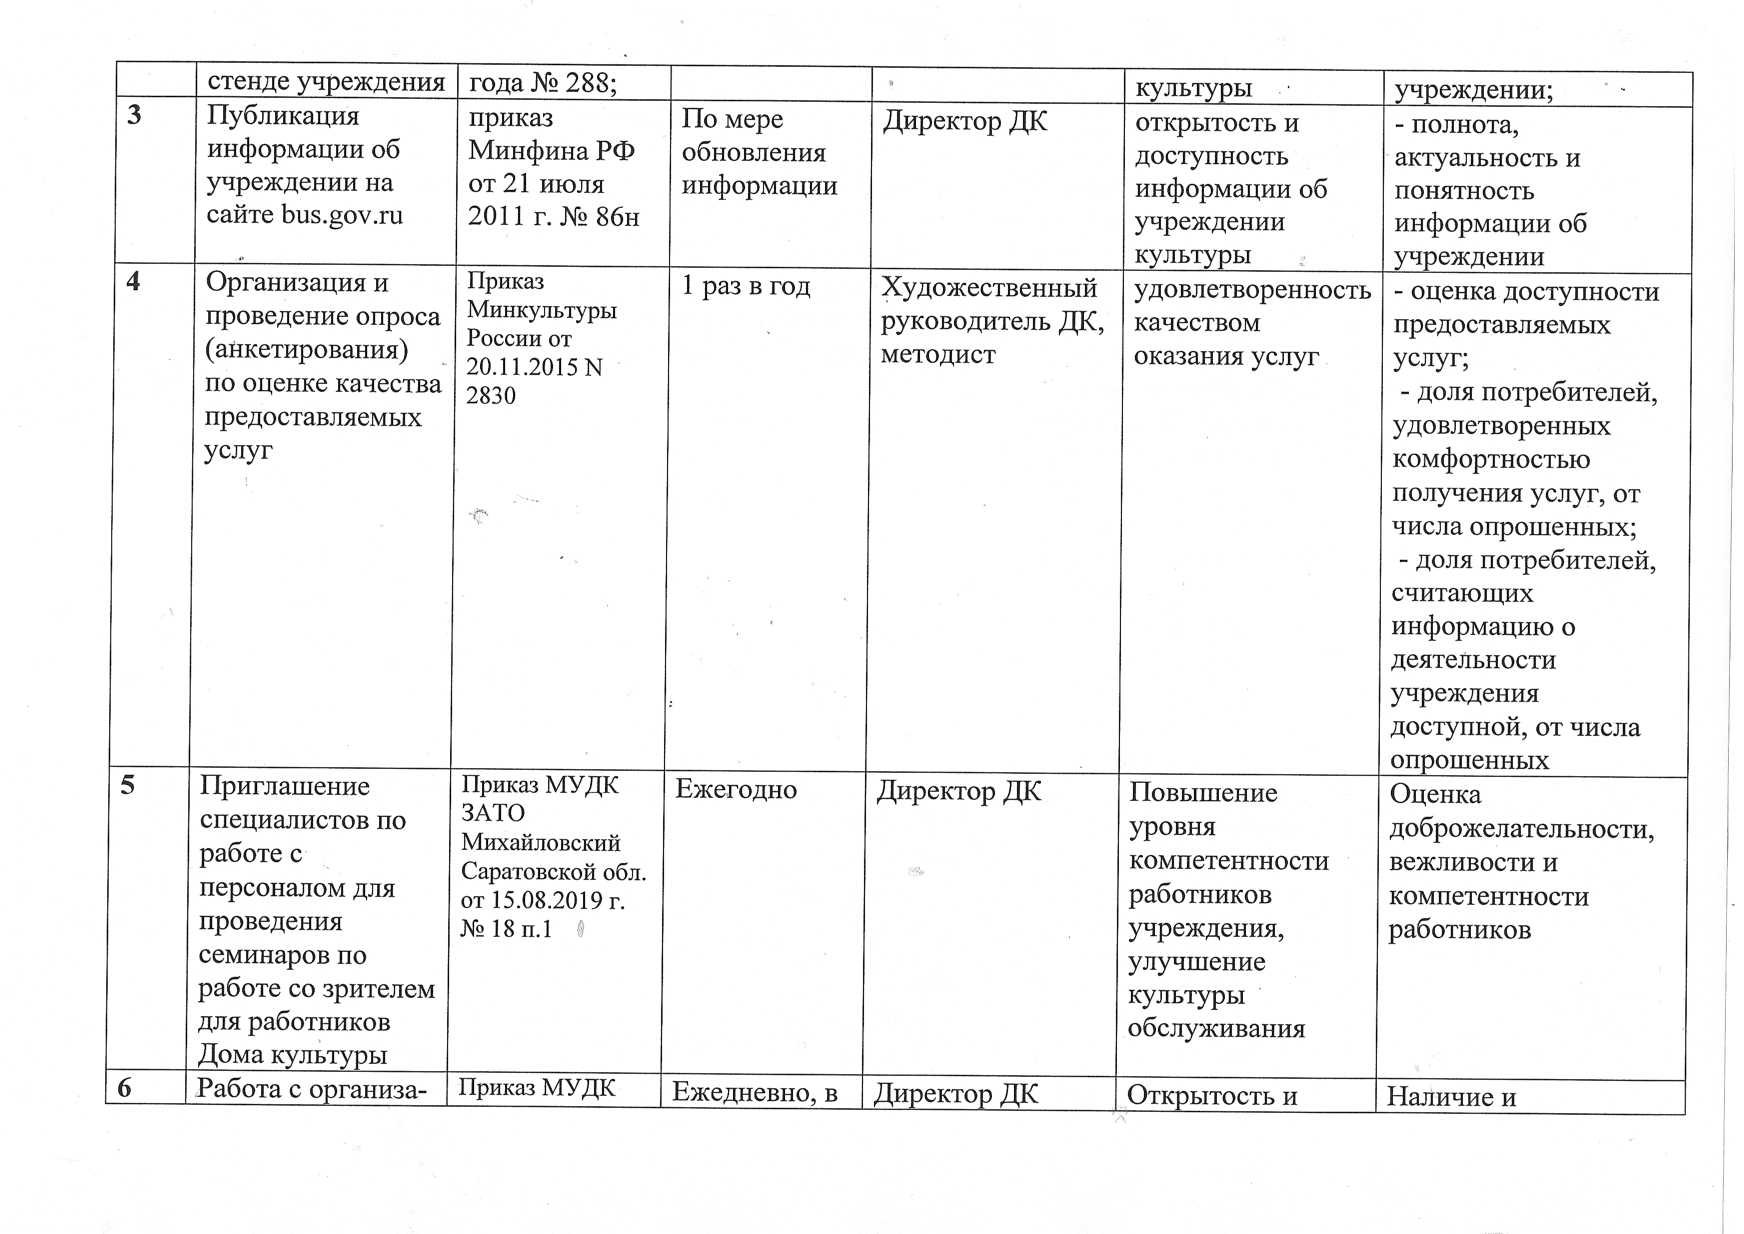 стенде учреждения
года № 288;
культуры
учреждении;
3
Публикация
информации об
учреждении на
сайте bus.gov.ru
приказ
Минфина РФ
от 21 июля
2011 г. № 86н
По мере
обновления
информации
Директор ДК
открытость и
доступность
информации об
учреждении
культуры
- полнота,
актуальность и
понятность
информации об
учреждении
4
Организация и
проведение опроса
(анкетирования)
по оценке качества
предоставляемых
услуг
Приказ
Минкультуры
России от
20.11.2015 N
2830
1 раз в год
Художественный
руководитель ДК,
методист
удовлетворенность
качеством
оказания услуг
- оценка доступности
предоставляемых
услуг;
- доля потребителей,
удовлетворенных
комфортностью
получения услуг, от
числа опрошенных;
- доля потребителей,
считающих
информацию о
деятельности
учреждения
доступной, от числа
опрошенных
5
Приглашение
специалистов по
работе с
персоналом для
проведения
семинаров по
работе со зрителем
для работников
Дома культуры
Приказ МУДК
ЗАТО
Михайловский
Саратовской обл.
от 15.08.2019 г.
№ 18 п.1
Ежегодно
Директор ДК
Повышение
уровня
компетентности
работников
учреждения,
улучшение
культуры
обслуживания
Оценка
доброжелательности,
вежливости и
компетентности
работников
6
Работа с организа-
Приказ МУДК
Ежедневно, в
Директор ДК
Открытость и
Наличие и